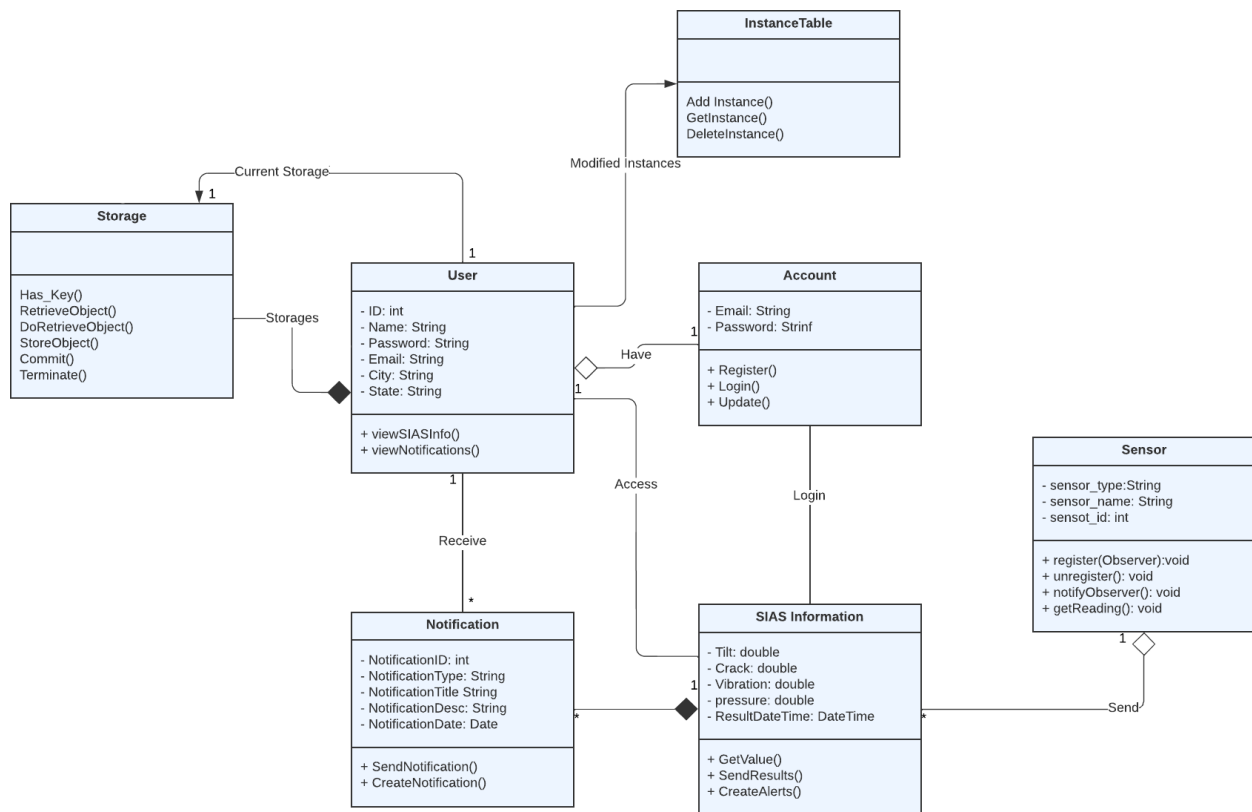 InstanceTable
Add Instance()
GetInstance()
DeleteInstance()
Modified Instances
Current Storage
1
1
Storage
Has_Key()
RetrieveObject()
DoRetrieveObject()
StoreObject()
Commit()
Terminate()
Storages
User
- ID: int
- Name: String
- Password: String
- Email: String
- City: String
- State: String
+ viewSIASInfo()
+ viewNotifications()
Account
- Email: String
- Password: Strinf
+ Register()
+ Login()
+ Update()
1
Have
1
Access
Login
1
Receive
*
Sensor
- sensor_type:String
- sensor_name: String
- sensot_id: int
+ register(Observer):void
+ unregister(): void
+ notifyObserver(): void
+ getReading(): void
1
Send
*
Notification
- NotificationID: int
- NotificationType: String
- NotificationTitle String
- NotificationDesc: String
- NotificationDate: Date
+ SendNotification()
+ CreateNotification()
*
1
SIAS Information
- Tilt: double
- Crack: double
- Vibration: double
- pressure: double
- ResultDateTime: DateTime
+ GetValue()
+ SendResults()
+ CreateAlerts()